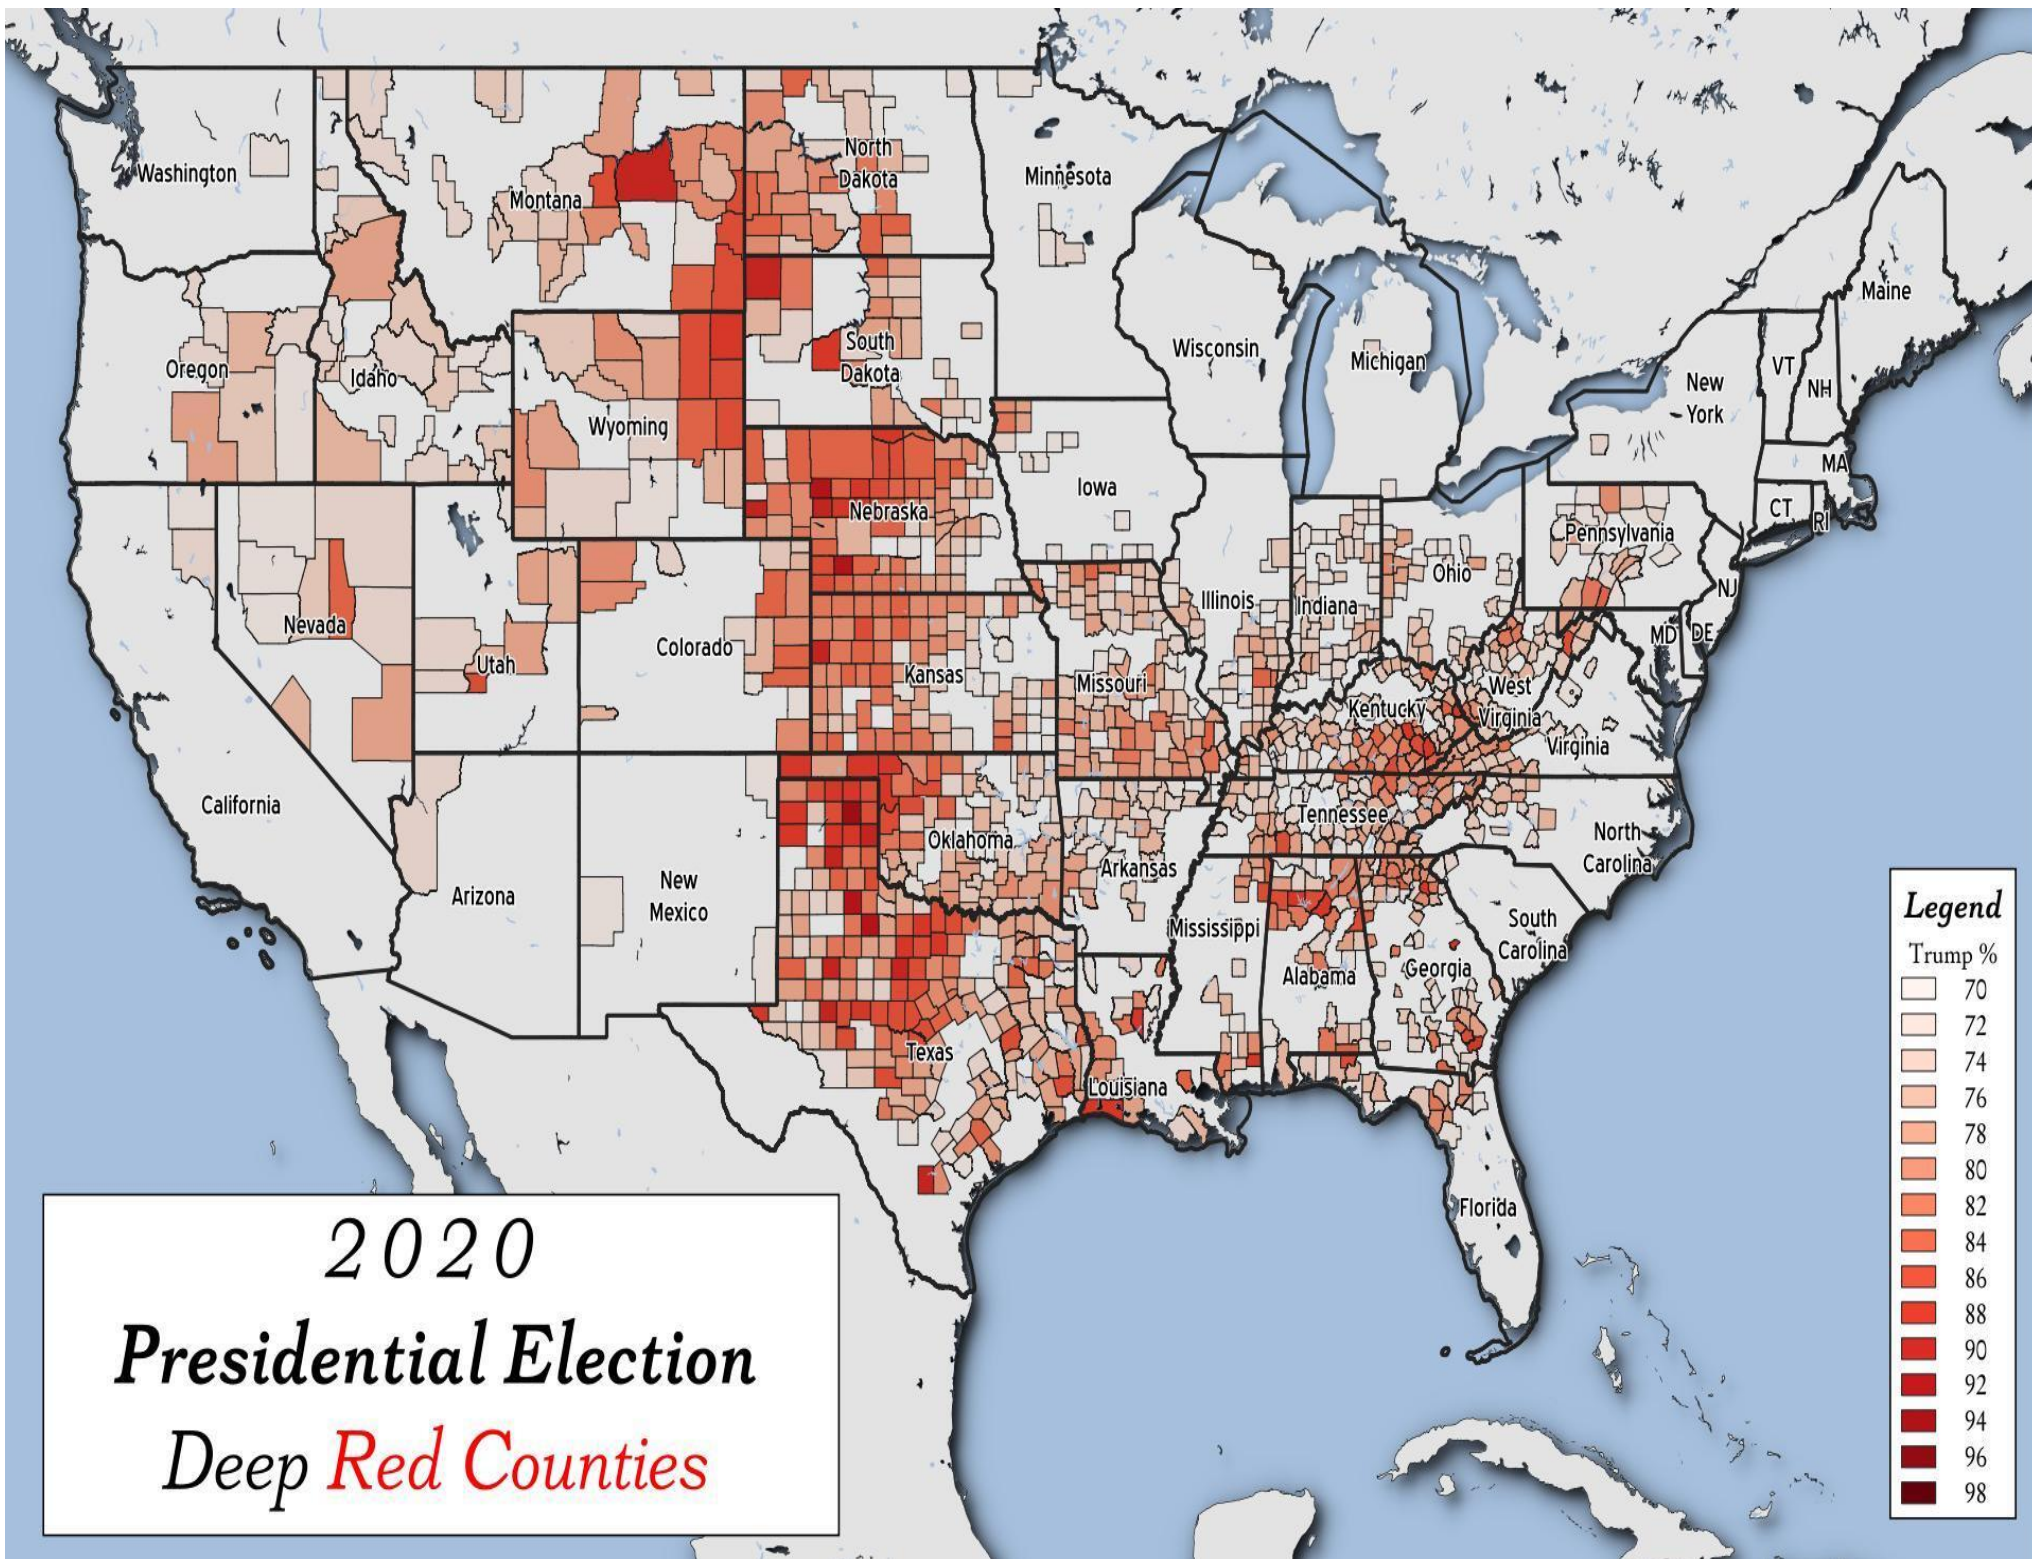 Washington
Montana
North
Dakota
Minnesota
Maine
Oregon
Idaho
Wyoming
South
Dakota
Wisconsin
Michigan
New
York
VT
NH
MA
CT
RI
Nebraska
Iowa
Pennsylvania
Nevada
Utah
Colorado
Kansas
Missouri
Illinois
Indiana
Ohio
NJ
MD
DE
West
Virginia
Kentucky
Virginia
California
Arizona
New
Mexico
Oklahoma
Arkansas
Tennessee
North
Carolina
South
Carolina
Mississippi
Alabama
Georgia
Texas
Louisiana
Florida
Legend
Trump %
70
72
74
76
78
80
82
84
86
88
90
92
94
96
98
2020
Presidential Election
Deep Red Counties